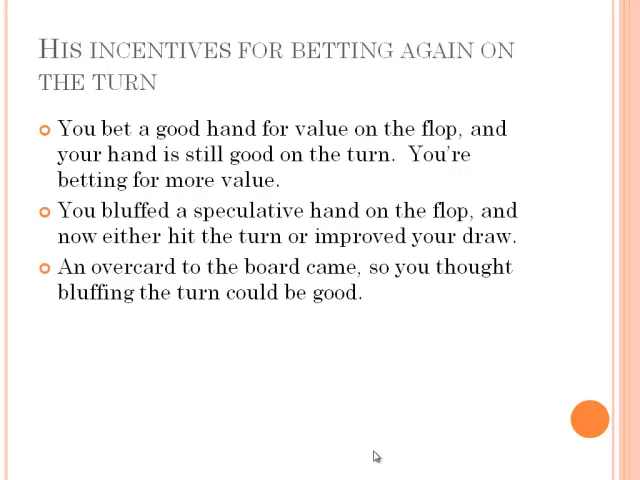 HIS INCENTIVES FOR BETTING AGAIN ON
THE TURN
You bet a good hand for value on the flop, and
your hand is still good on the turn.  You're
betting for more value.
You bluffed a speculative hand on the flop, and
now either hit the turn or improved your draw.
An overcard to the board came, so you thought
bluffing the turn could be good.